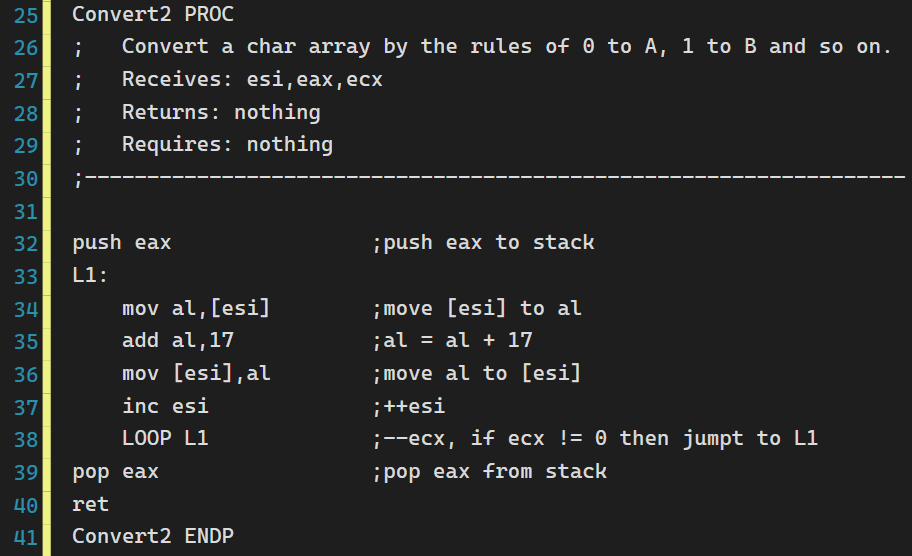 25 Convert2 PROC
26 ;   Convert a char array by the rules of 0 to A, 1 to B and so on.
27 ;   Receives: esi,eax,ecx
28 ;   Returns: nothing
29 ;   Requires: nothing
30 ;------------------------------------------------------------------
31
32 push eax                ;push eax to stack
33 L1:
34     mov al,[esi]        ;move [esi] to al
35     add al,17           ;al = al + 17
36     mov [esi],al        ;move al to [esi]
37     inc esi             ;++esi
38     LOOP L1             ;--ecx, if ecx != 0 then jumpt to L1
39 pop eax                 ;pop eax from stack
40 ret
41 Convert2 ENDP